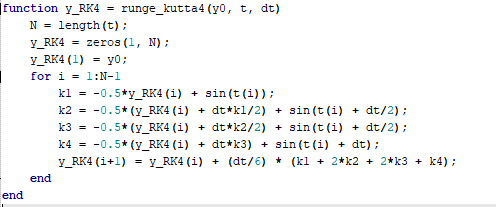 function y_RK4 = runge_kutta4(y0, t, dt)
    N = length(t);
    y_RK4 = zeros(1, N);
    y_RK4(1) = y0;
    for i = 1:N-1
        k1 = -0.5*y_RK4(i) + sin(t(i));
        k2 = -0.5*(y_RK4(i) + dt*k1/2) + sin(t(i) + dt/2);
        k3 = -0.5*(y_RK4(i) + dt*k2/2) + sin(t(i) + dt/2);
        k4 = -0.5*(y_RK4(i) + dt*k3) + sin(t(i) + dt);
        y_RK4(i+1) = y_RK4(i) + (dt/6) * (k1 + 2*k2 + 2*k3 + k4);
    end
end